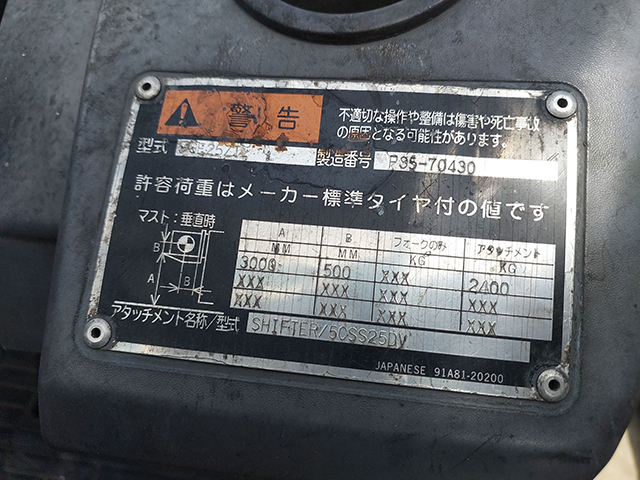 警告
不適切な操作や整備は傷害や死亡事故
の原因となる可能性があります。
型式
製造番号 F35-70430
許容荷重はメーカー標準タイヤ付の値です
マスト:垂直時
A B フォークのみ アタッチメント
MM MM KG KG
3000 500 XXX 2400
XXX XXX XXX XXX
XXX XXX XXX XXX
B
A
B
アタッチメント名称/型式 SHIFTER/50SS25DV
JAPANESE 91A81-20200